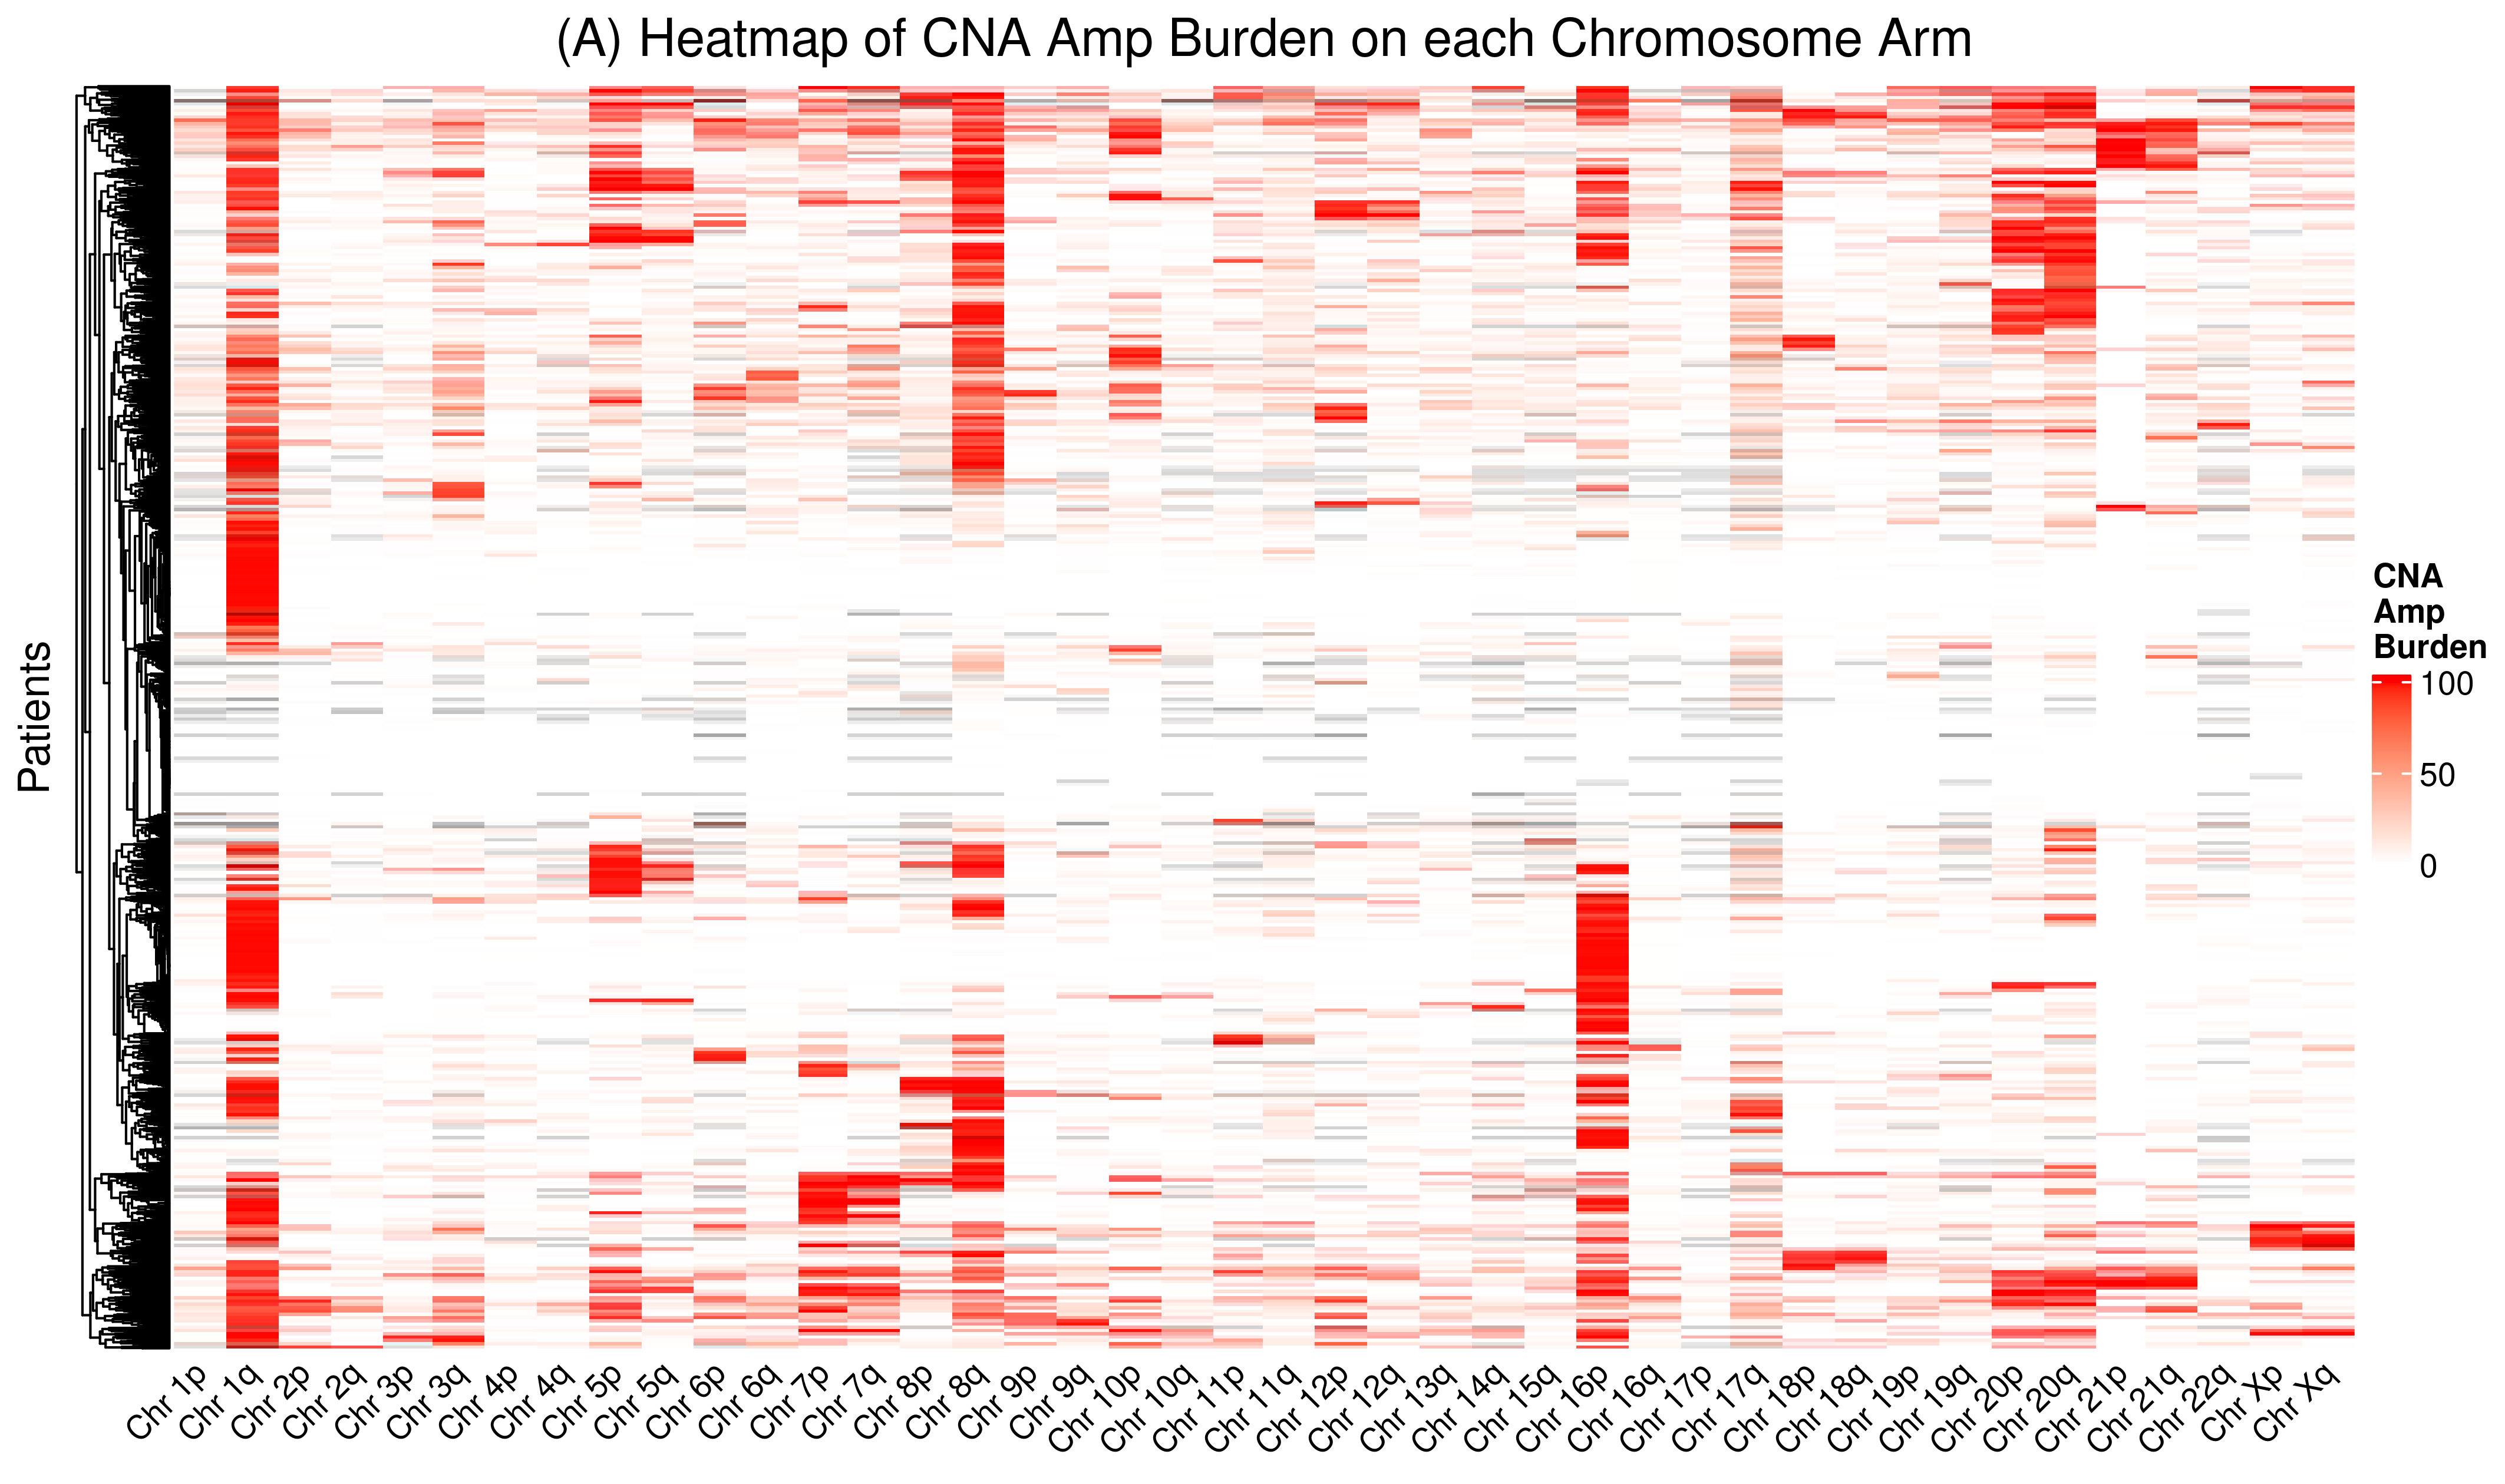 (A) Heatmap of CNA Amp Burden on each Chromosome Arm
Patients
CNA
Amp
Burden
100
50
0
Chr 1p
Chr 1q
Chr 2p
Chr 2q
Chr 3p
Chr 3q
Chr 4p
Chr 4q
Chr 5p
Chr 5q
Chr 6p
Chr 6q
Chr 7p
Chr 7q
Chr 8p
Chr 8q
Chr 9p
Chr 9q
Chr 10p
Chr 10q
Chr 11p
Chr 11q
Chr 12p
Chr 12q
Chr 13q
Chr 14q
Chr 15q
Chr 16p
Chr 16q
Chr 17p
Chr 17q
Chr 18p
Chr 18q
Chr 19p
Chr 19q
Chr 20p
Chr 20q
Chr 21p
Chr 21q
Chr 22q
Chr Xp
Chr Xq